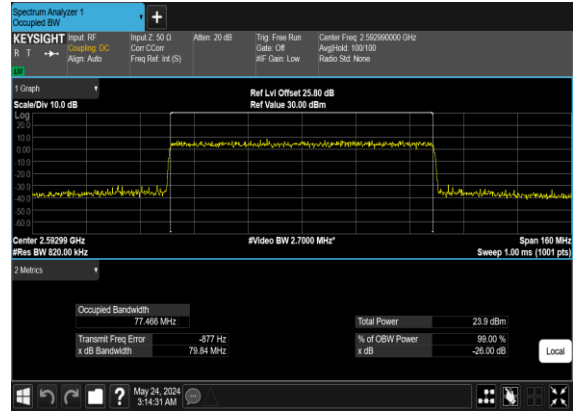 Spectrum Analyzer 1
Occupied BW
KEYSIGHT
R T
LM
Input: RF
Coupling: DC
Align: Auto
Input Z: 50 Ω
Corr CCorr
Freq Ref: Int (S)
Atten: 20 dB
Trig: Free Run
Gate: Off
#IF Gain: Low
Center Freq: 2.592990000 GHz
Avg|Hold: 100/100
Radio Std: None
1 Graph
Scale/Div 10.0 dB
Ref Lvl Offset 25.80 dB
Ref Value 30.00 dBm
Log
20.0
10.0
0.00
-10.0
-20.0
-30.0
-40.0
-50.0
-60.0
Center 2.59299 GHz
#Res BW 820.00 kHz
#Video BW 2.7000 MHz*
Span 160 MHz
Sweep 1.00 ms (1001 pts)
2 Metrics
Occupied Bandwidth
77.466 MHz
Transmit Freq Error -877 Hz
x dB Bandwidth 79.84 MHz
Total Power 23.9 dBm
% of OBW Power 99.00 %
x dB -26.00 dB
Local
May 24, 2024
3:14:31 AM